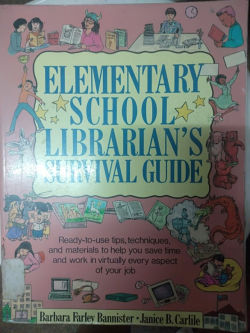 ELEMENTARY
SCHOOL
LIBRARIAN'S
SURVIVAL GUIDE
Ready-to-use tips, techniques,
and materials to help you save time
and work in virtually every aspect
of your job
Barbara Farley Bannister • Janice B. Carlile